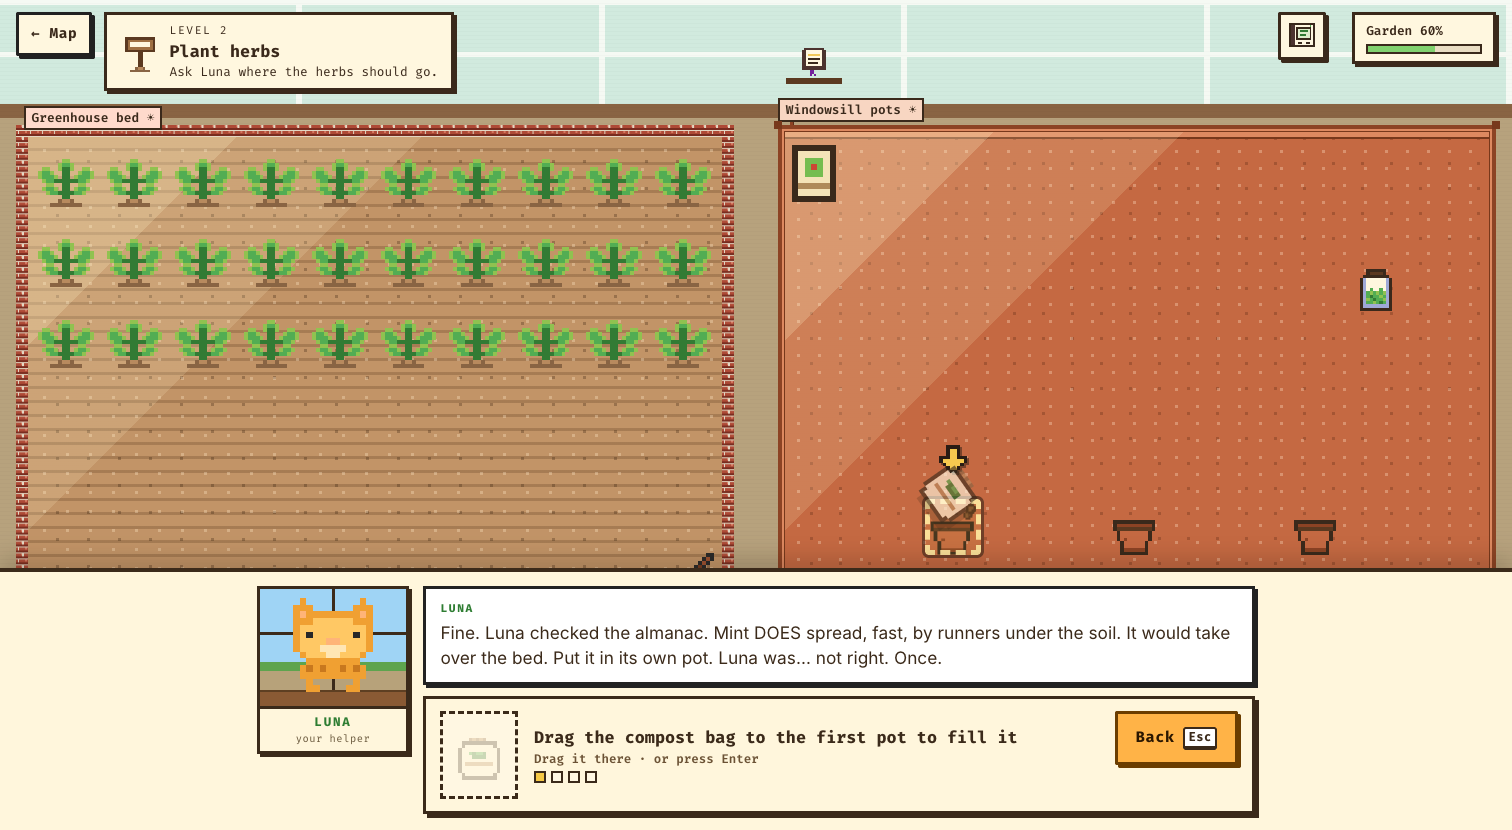 ← Map
LEVEL 2
Plant herbs
Ask Luna where the herbs should go.
Garden 60%
Greenhouse bed ☀
Windowsill pots ☀
LUNA
your helper
LUNA
Fine. Luna checked the almanac. Mint DOES spread, fast, by runners under the soil. It would take
over the bed. Put it in its own pot. Luna was... not right. Once.
Drag the compost bag to the first pot to fill it
Drag it there · or press Enter
Back Esc